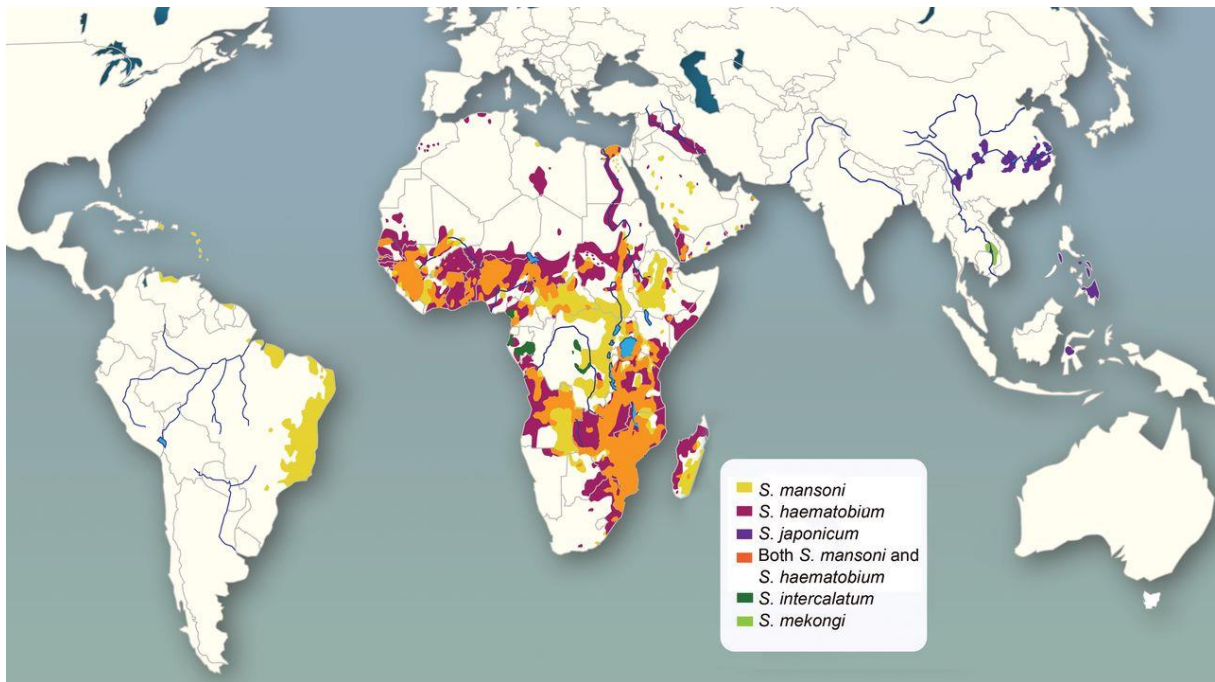 S. mansoni
S. haematobium
S. japonicum
Both S. mansoni and
S. haematobium
S. intercalatum
S. mekongi